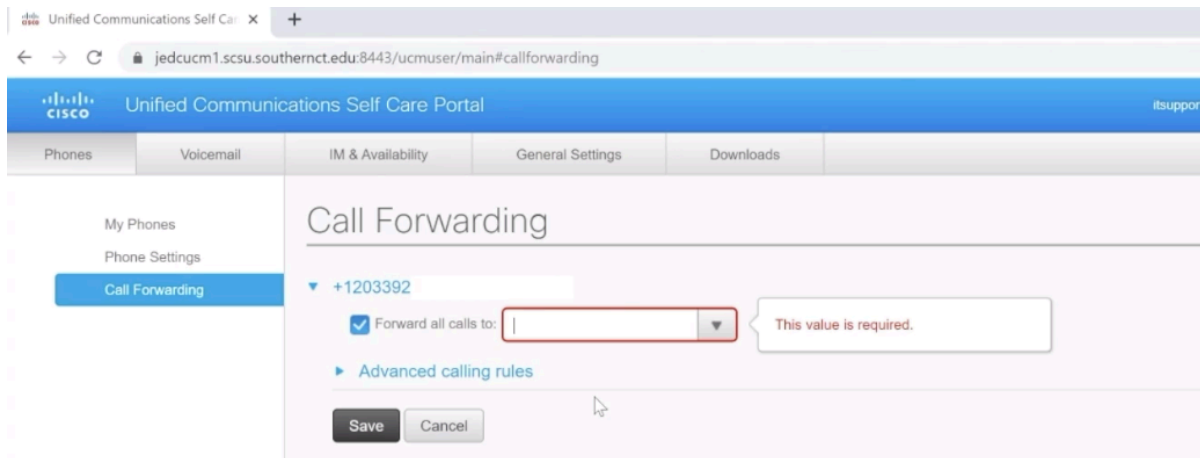 Unified Communications Self Car
jedcucm1.scsu.southernct.edu:8443/ucmuser/main#callforwarding
CISCO Unified Communications Self Care Portal itsuppor
Phones Voicemail IM & Availability General Settings Downloads
My Phones
Phone Settings
Call Forwarding
Call Forwarding
+1203392
Forward all calls to:
This value is required.
Advanced calling rules
Save Cancel